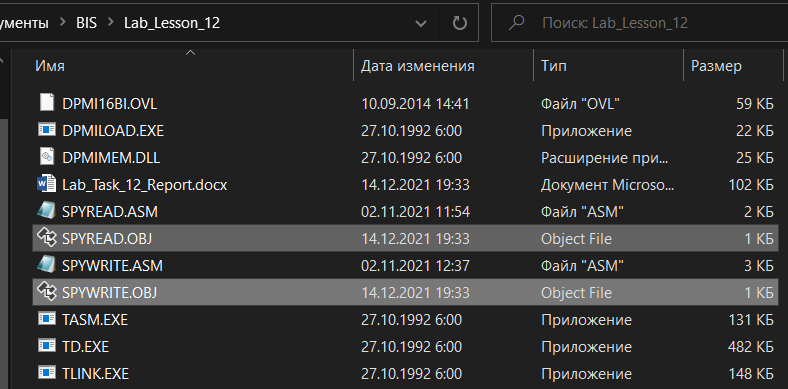 ументы > BIS > Lab_Lesson_12 Поиск: Lab_Lesson_12
Имя Дата изменения Тип Размер
DPMI16BI.OVL 10.09.2014 14:41 Файл "OVL" 59 КБ
DPMILOAD.EXE 27.10.1992 6:00 Приложение 22 КБ
DPMIMEM.DLL 27.10.1992 6:00 Расширение при... 25 КБ
Lab_Task_12_Report.docx 14.12.2021 19:33 Документ Microso... 102 КБ
SPYREAD.ASM 02.11.2021 11:54 Файл "ASM" 2 КБ
SPYREAD.OBJ 14.12.2021 19:33 Object File 1 КБ
SPYWRITE.ASM 02.11.2021 12:37 Файл "ASM" 3 КБ
SPYWRITE.OBJ 14.12.2021 19:33 Object File 1 КБ
TASM.EXE 27.10.1992 6:00 Приложение 131 КБ
TD.EXE 27.10.1992 6:00 Приложение 482 КБ
TLINK.EXE 27.10.1992 6:00 Приложение 148 КБ